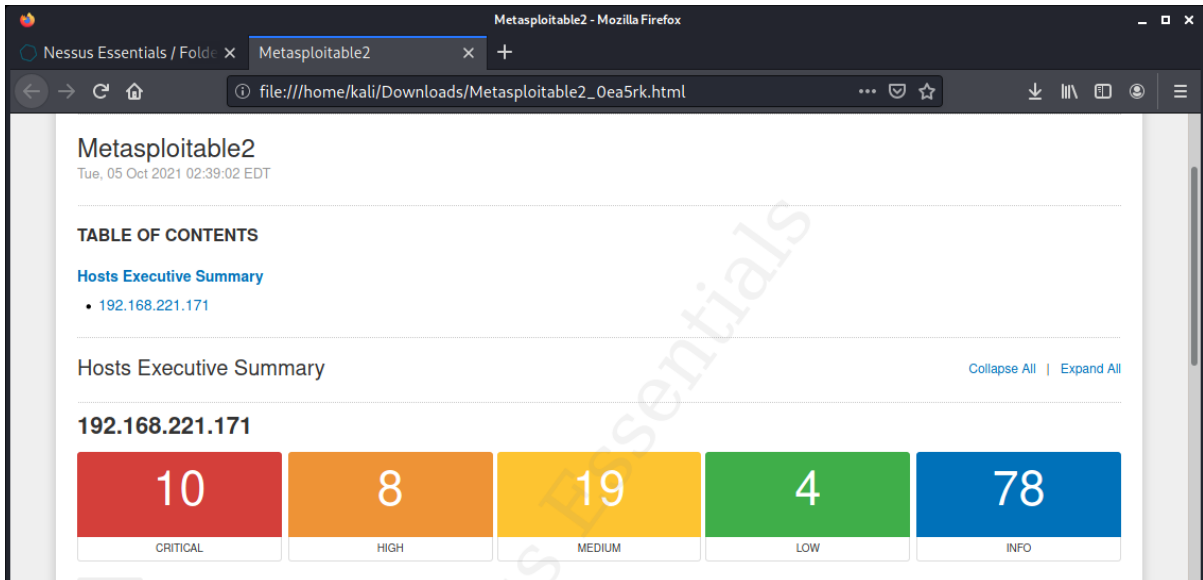 Metasploitable2 - Mozilla Firefox
Nessus Essentials / Folde
Metasploitable2
file:///home/kali/Downloads/Metasploitable2_0ea5rk.html
Metasploitable2
Tue, 05 Oct 2021 02:39:02 EDT
TABLE OF CONTENTS
Hosts Executive Summary
• 192.168.221.171
Hosts Executive Summary
Collapse All | Expand All
192.168.221.171
10 8 19 4 78
CRITICAL HIGH MEDIUM LOW INFO
Essentials